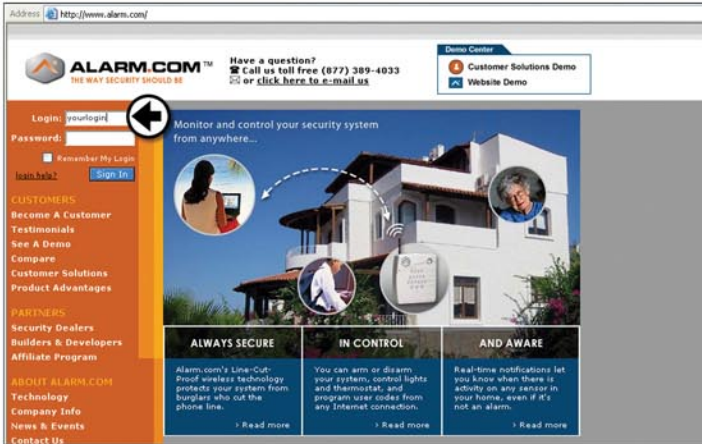 Address http://www.alarm.com/
ALARM.COM™
THE WAY SECURITY SHOULD BE
Have a question?
Call us toll free (877) 389-4033
or click here to e-mail us
Demo Center
Customer Solutions Demo
Website Demo
Login: yourlogin
Password:
Remember My Login
login help? Sign In
CUSTOMERS
Become A Customer
Testimonials
See A Demo
Compare
Customer Solutions
Product Advantages
PARTNERS
Security Dealers
Builders & Developers
Affiliate Program
ABOUT ALARM.COM
Technology
Company Info
News & Events
Contact Us
Monitor and control your security system
from anywhere...
ALWAYS SECURE
Alarm.com's Line-Cut-
Proof wireless technology
protects your system from
burglars who cut the
phone line.
› Read more
IN CONTROL
You can arm or disarm
your system, control lights
and thermostat, and
program user codes from
any Internet connection.
› Read more
AND AWARE
Real-time notifications let
you know when there is
activity on any sensor in
your home, even if it's
not an alarm.
› Read more